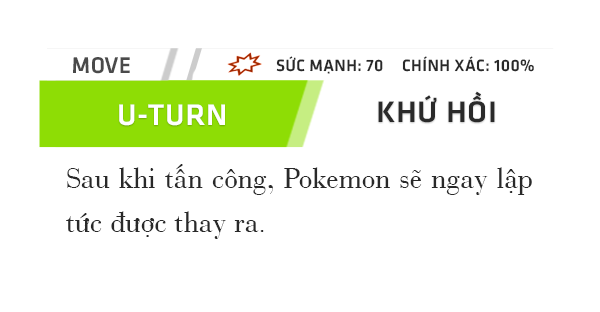 MOVE SỨC MẠNH: 70 CHÍNH XÁC: 100%
U-TURN KHỨ HỒI
Sau khi tấn công, Pokemon sẽ ngay lập
tức được thay ra.